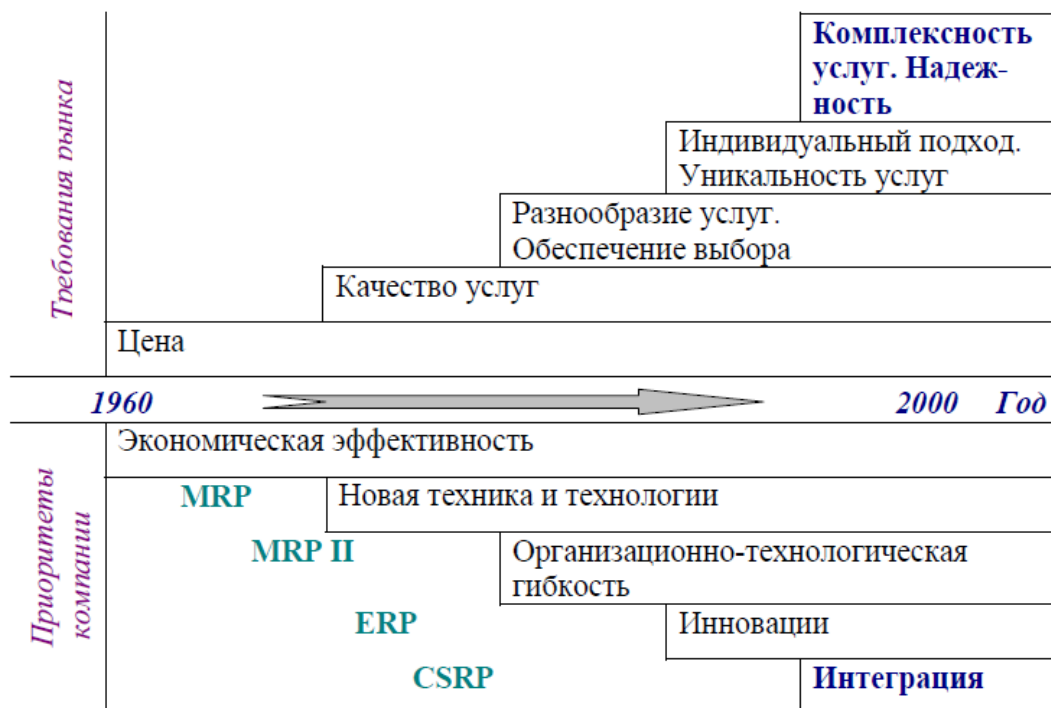 Требования рынка
Комплексность
услуг. Надеж-
ность
Индивидуальный подход.
Уникальность услуг
Разнообразие услуг.
Обеспечение выбора
Качество услуг
Цена
1960 2000 Год
Экономическая эффективность
Приоритеты
компании
MRP Новая техника и технологии
MRP II Организационно-технологическая
гибкость
ERP Инновации
CSRP Интеграция